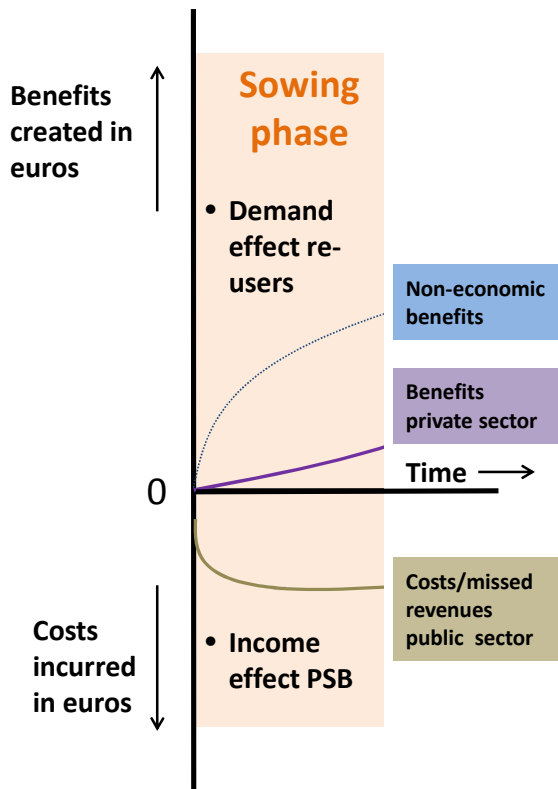 Sowing
phase
Benefits
created in
euros
• Demand
effect re-
users
Non-economic
benefits
Benefits
private sector
Time
0
Costs/missed
revenues
public sector
Costs
incurred
in euros
• Income
effect PSB